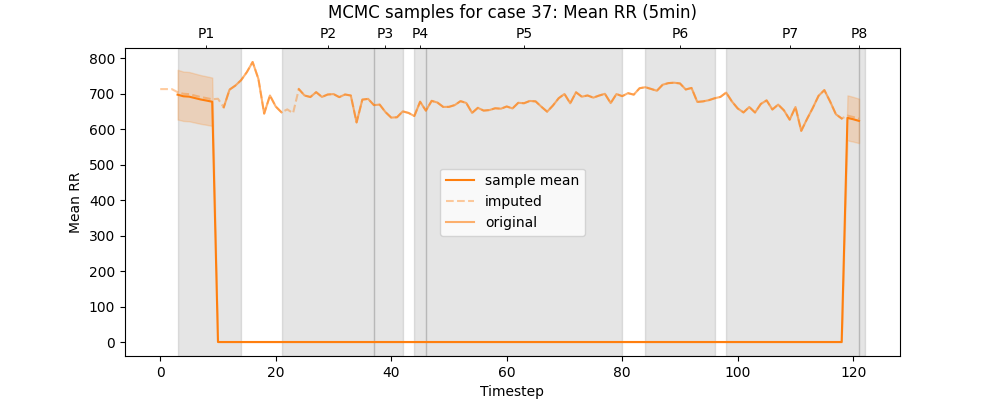 MCMC samples for case 37: Mean RR (5min)
P1 P2 P3 P4 P5 P6 P7 P8
800
700
600
500
400
300
200
100
0
Mean RR
sample mean
imputed
original
0 20 40 60 80 100 120
Timestep